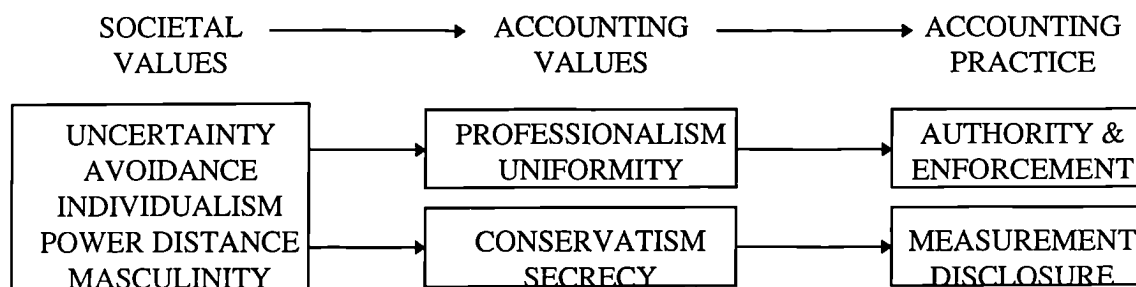 SOCIETAL VALUES
ACCOUNTING VALUES
ACCOUNTING PRACTICE
UNCERTAINTY
AVOIDANCE
INDIVIDUALISM
POWER DISTANCE
MASCULINITY
PROFESSIONALISM
UNIFORMITY
CONSERVATISM
SECRECY
AUTHORITY &
ENFORCEMENT
MEASUREMENT
DISCLOSURE